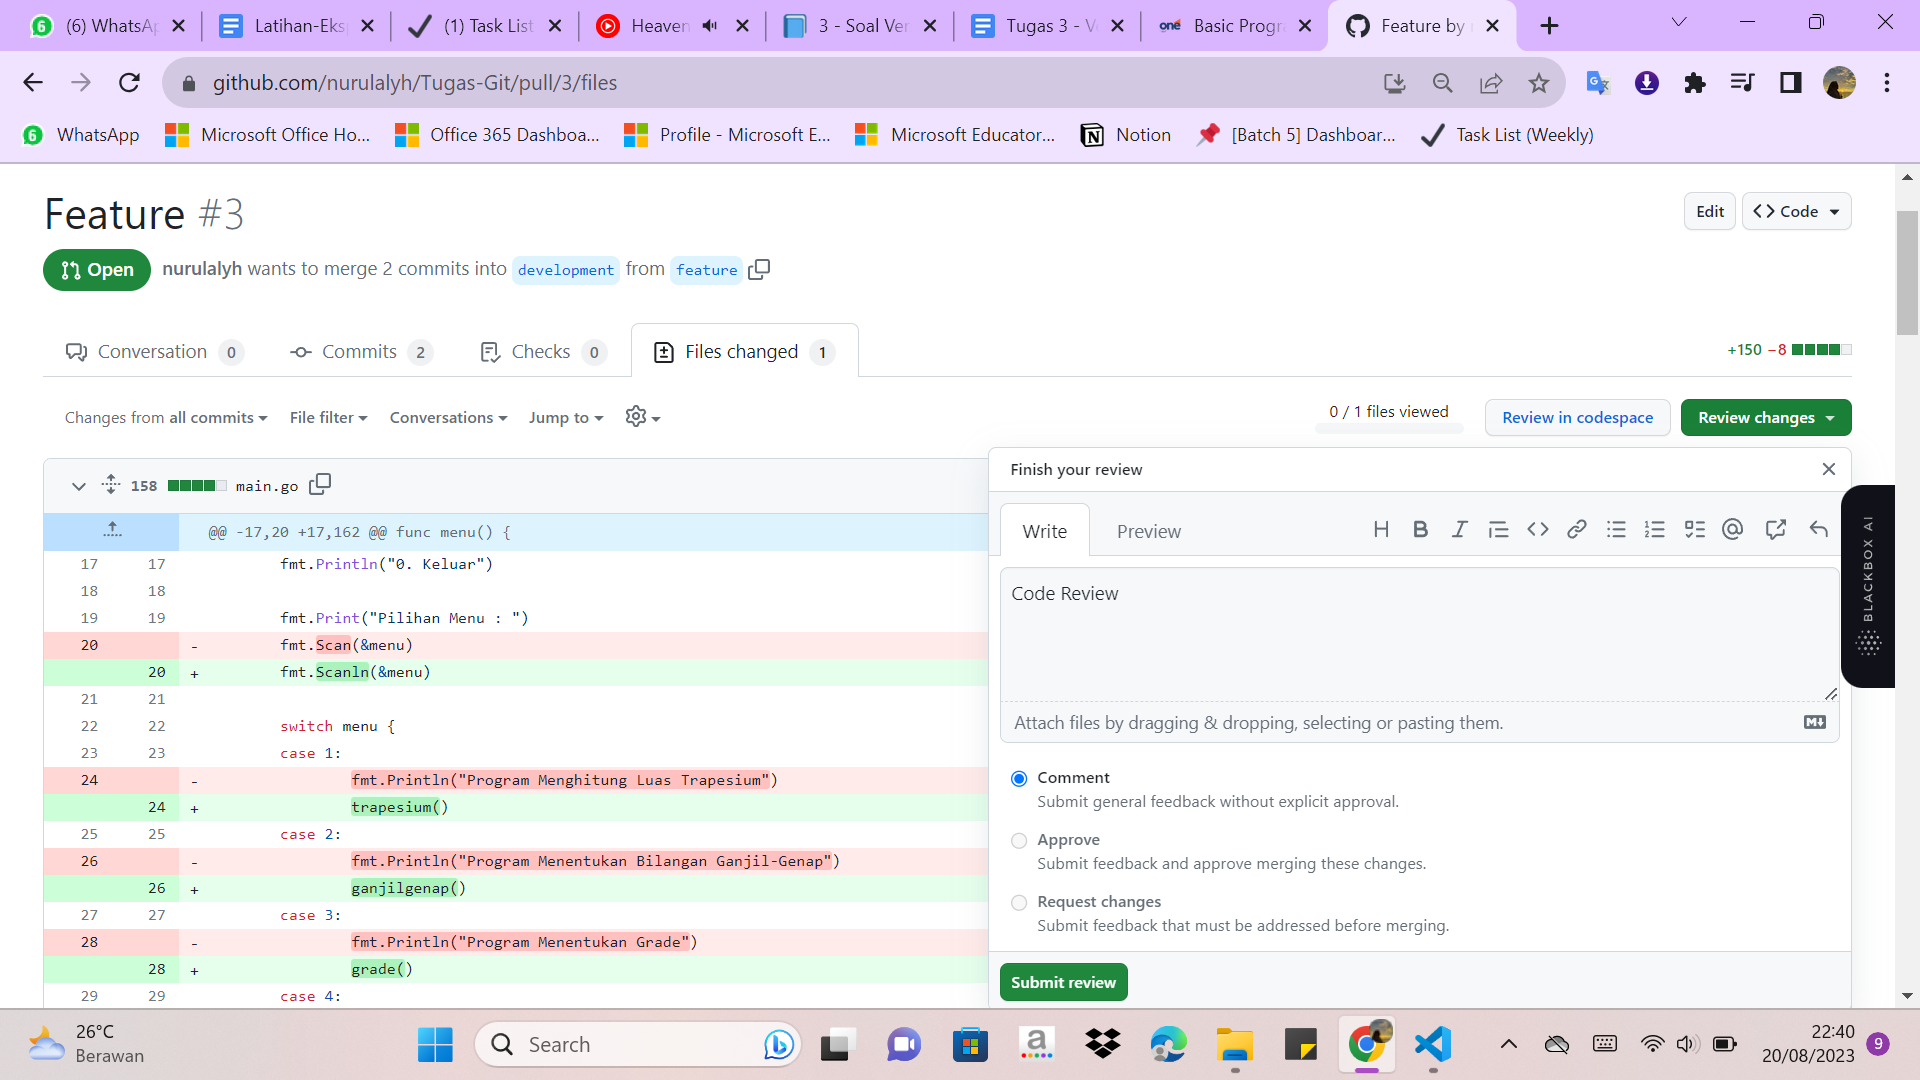 (6) WhatsAp
Latihan-Eks
(1) Task List
Heaven
3 - Soal Ver
Tugas 3 - V
one Basic Progr
Feature by
github.com/nurulalyh/Tugas-Git/pull/3/files
6 WhatsApp
Microsoft Office Ho...
Office 365 Dashboa...
Profile - Microsoft E...
Microsoft Educator...
Notion
[Batch 5] Dashboar...
Task List (Weekly)
Feature #3
Edit
Code
Open
nurulalyh wants to merge 2 commits into development from feature
Conversation 0
Commits 2
Checks 0
Files changed 1
+150 −8
Changes from all commits
File filter
Conversations
Jump to
0 / 1 files viewed
Review in codespace
Review changes
158 main.go
@@ -17,20 +17,162 @@ func menu() {
17 17 fmt.Println("0. Keluar")
18 18
19 19 fmt.Print("Pilihan Menu : ")
20 - fmt.Scan(&menu)
20 + fmt.Scanln(&menu)
21 21
22 22 switch menu {
23 23 case 1:
24 - fmt.Println("Program Menghitung Luas Trapesium")
24 + trapesium()
25 25 case 2:
26 - fmt.Println("Program Menentukan Bilangan Ganjil-Genap")
26 + ganjilgenap()
27 27 case 3:
28 - fmt.Println("Program Menentukan Grade")
28 + grade()
29 29 case 4:
Finish your review
Write
Preview
Code Review
Attach files by dragging & dropping, selecting or pasting them.
Comment
Submit general feedback without explicit approval.
Approve
Submit feedback and approve merging these changes.
Request changes
Submit feedback that must be addressed before merging.
Submit review
BLACKBOX AI
26°C
Berawan
Search
22:40
20/08/2023
9